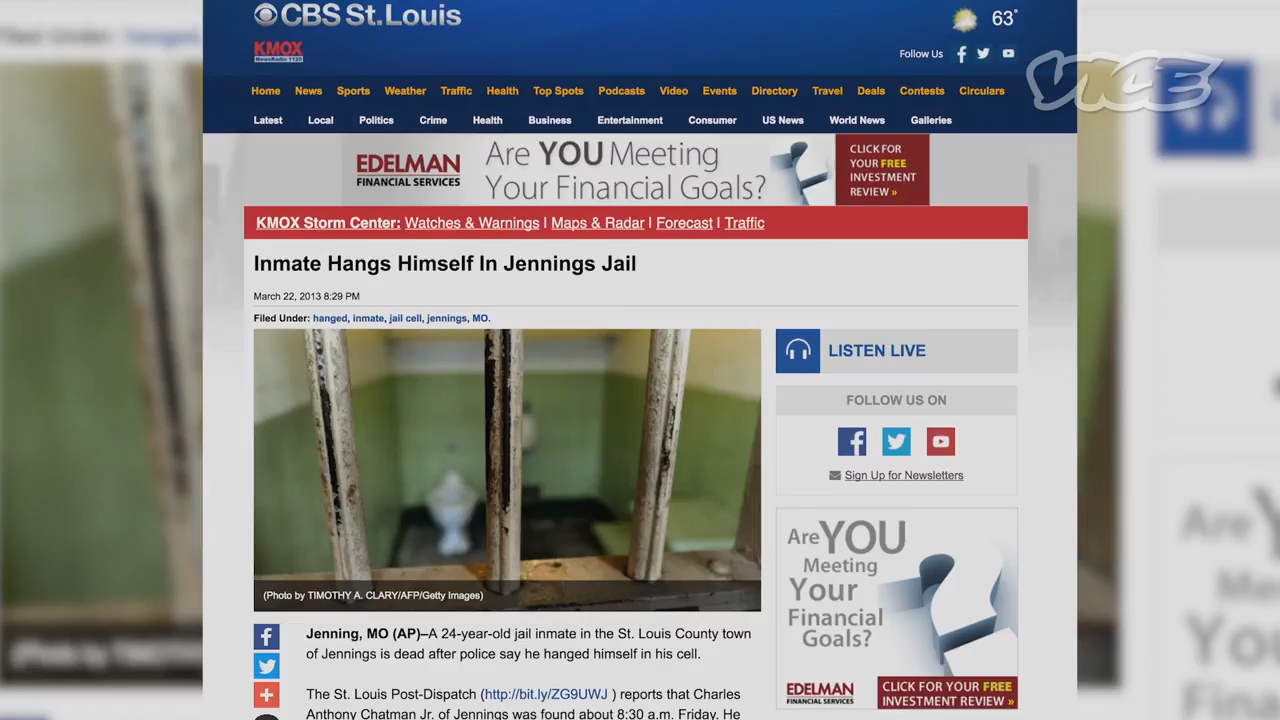 CBS St.Louis
63°
KMOX
NewsRadio 1120
Follow Us
VICE
Home News Sports Weather Traffic Health Top Spots Podcasts Video Events Directory Travel Deals Contests Circulars
Latest Local Politics Crime Health Business Entertainment Consumer US News World News Galleries
EDELMAN
FINANCIAL SERVICES
Are YOU Meeting
Your Financial Goals?
CLICK FOR
YOUR FREE
INVESTMENT
REVIEW »
KMOX Storm Center: Watches & Warnings | Maps & Radar | Forecast | Traffic
Inmate Hangs Himself In Jennings Jail
March 22, 2013 8:29 PM
Filed Under: hanged, inmate, jail cell, jennings, MO.
(Photo by TIMOTHY A. CLARY/AFP/Getty Images)
LISTEN LIVE
FOLLOW US ON
Sign Up for Newsletters
Are YOU
Meeting
Your
Financial
Goals?
EDELMAN
FINANCIAL SERVICES
CLICK FOR YOUR FREE
INVESTMENT REVIEW »
Jenning, MO (AP)–A 24-year-old jail inmate in the St. Louis County town
of Jennings is dead after police say he hanged himself in his cell.
The St. Louis Post-Dispatch (http://bit.ly/ZG9UWJ ) reports that Charles
Anthony Chatman Jr. of Jennings was found about 8:30 a.m. Friday. He